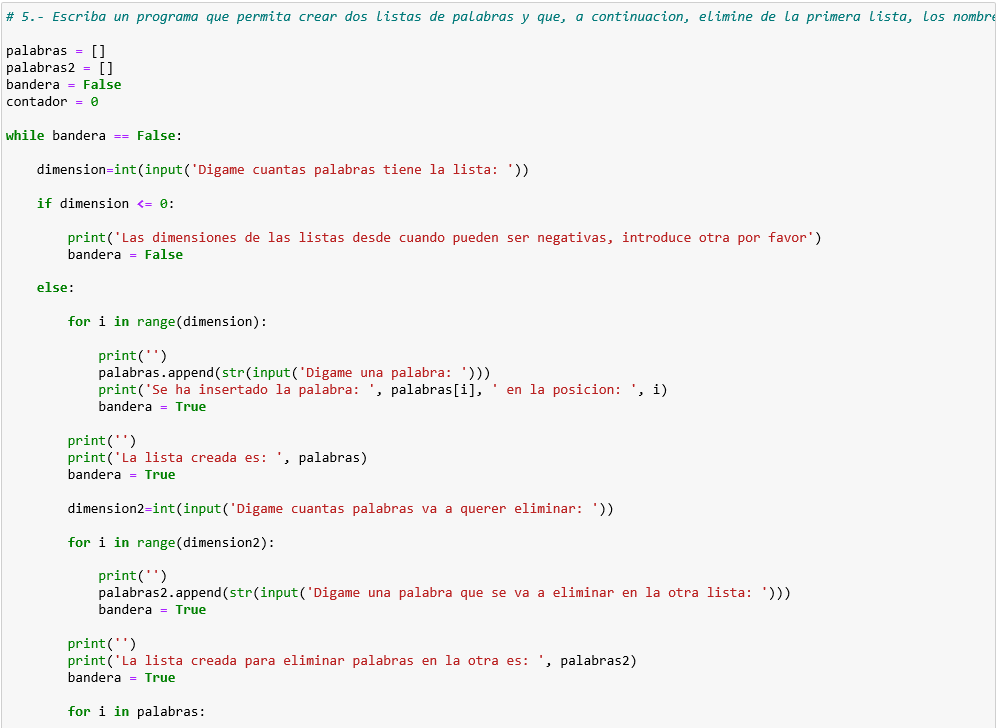 # 5.- Escriba un programa que permita crear dos listas de palabras y que, a continuacion, elimine de la primera lista, los
palabras = []
palabras2 = []
bandera = False
contador = 0
while bandera == False:
    dimension=int(input('Digame cuantas palabras tiene la lista: '))
    if dimension <= 0:
        print('Las dimensiones de las listas desde cuando pueden ser negativas, introduce otra por favor')
        bandera = False
    else:
        for i in range(dimension):
            print('')
            palabras.append(str(input('Digame una palabra: ')))
            print('Se ha insertado la palabra: ', palabras[i], ' en la posicion: ', i)
            bandera = True
        print('')
        print('La lista creada es: ', palabras)
        bandera = True
        dimension2=int(input('Digame cuantas palabras va a querer eliminar: '))
        for i in range(dimension2):
            print('')
            palabras2.append(str(input('Digame una palabra que se va a eliminar en la otra lista: ')))
            bandera = True
        print('')
        print('La lista creada para eliminar palabras en la otra es: ', palabras2)
        bandera = True
        for i in palabras: